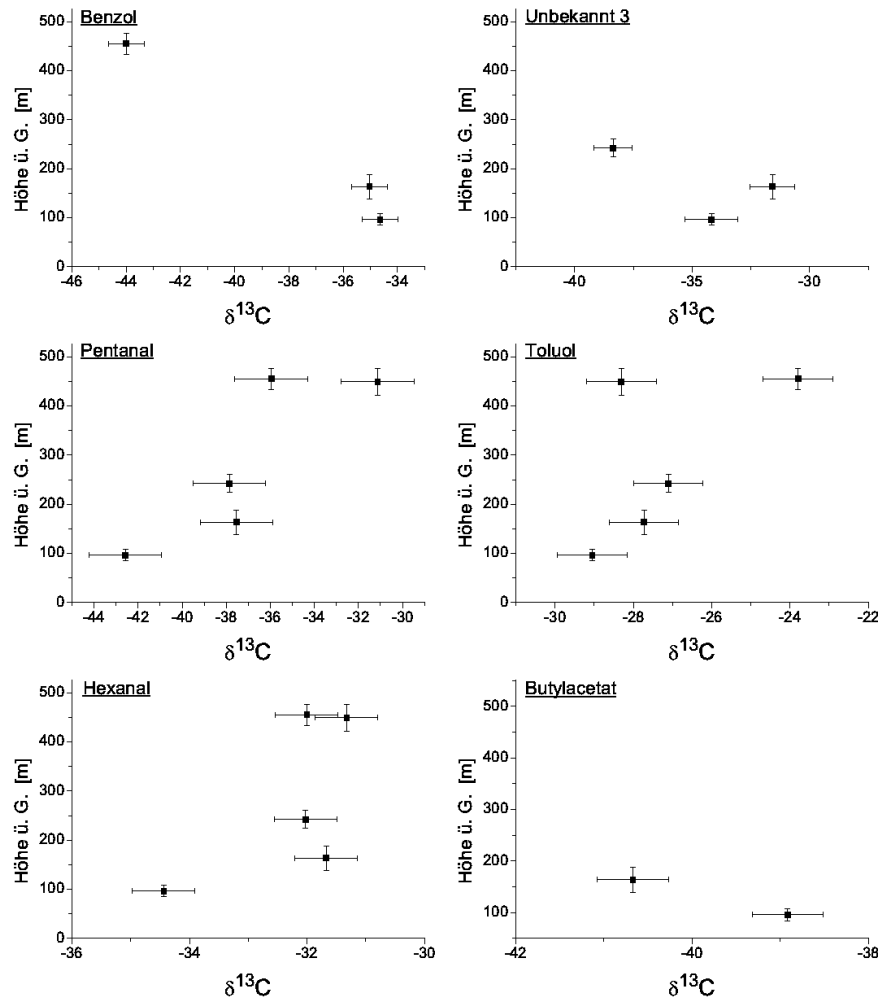 Benzol
Höhe ü. G. [m]
500
400
300
200
100
0
-46 -44 -42 -40 -38 -36 -34
δ13C
Unbekannt 3
Höhe ü. G. [m]
500
400
300
200
100
0
-40 -35 -30
δ13C
Pentanal
Höhe ü. G. [m]
500
400
300
200
100
0
-44 -42 -40 -38 -36 -34 -32 -30
δ13C
Toluol
Höhe ü. G. [m]
500
400
300
200
100
0
-30 -28 -26 -24 -22
δ13C
Hexanal
Höhe ü. G. [m]
500
400
300
200
100
0
-36 -34 -32 -30
δ13C
Butylacetat
Höhe ü. G. [m]
500
400
300
200
100
-42 -40 -38
δ13C